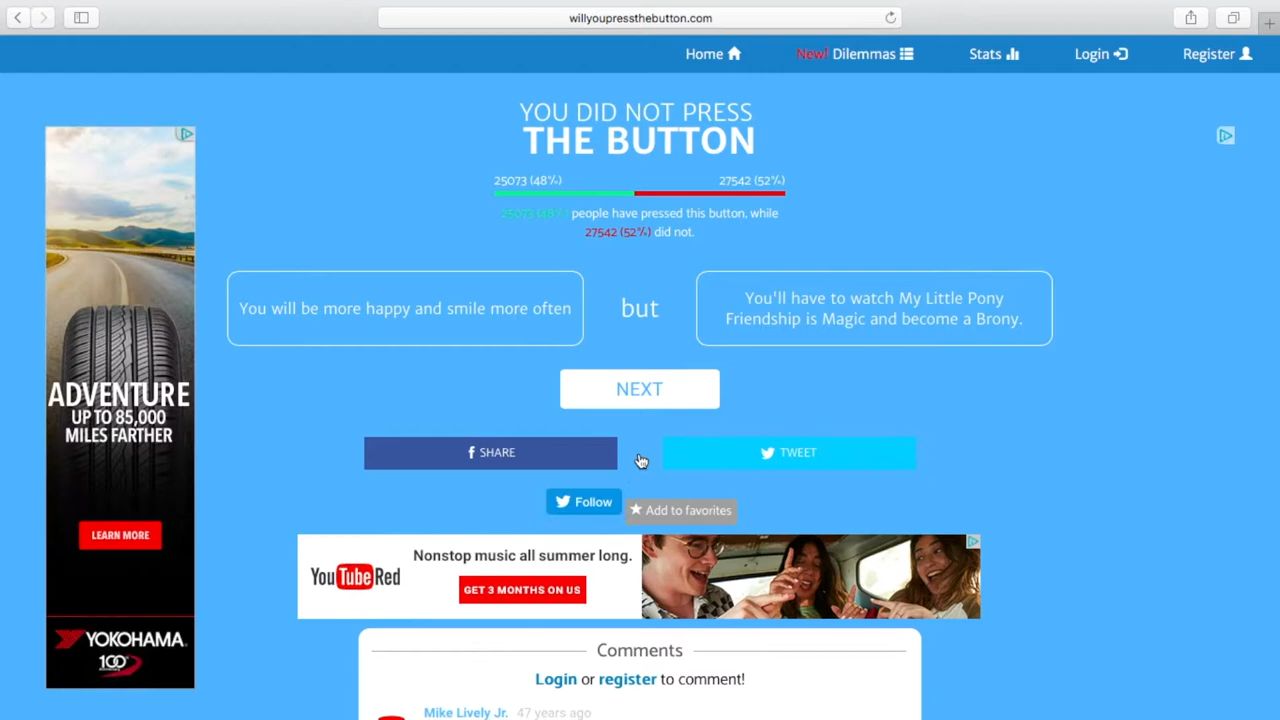 willyoupressthebutton.com
Home
New! Dilemmas
Stats
Login
Register
YOU DID NOT PRESS
THE BUTTON
25073 (48%)
27542 (52%)
25073 (48%) people have pressed this button, while
27542 (52%) did not.
You will be more happy and smile more often
but
You'll have to watch My Little Pony
Friendship is Magic and become a Brony.
NEXT
SHARE
TWEET
Follow
Add to favorites
ADVENTURE
UP TO 85,000
MILES FARTHER
LEARN MORE
YOKOHAMA
100
YouTube Red
Nonstop music all summer long.
GET 3 MONTHS ON US
Comments
Login or register to comment!
Mike Lively Jr. 47 years ago